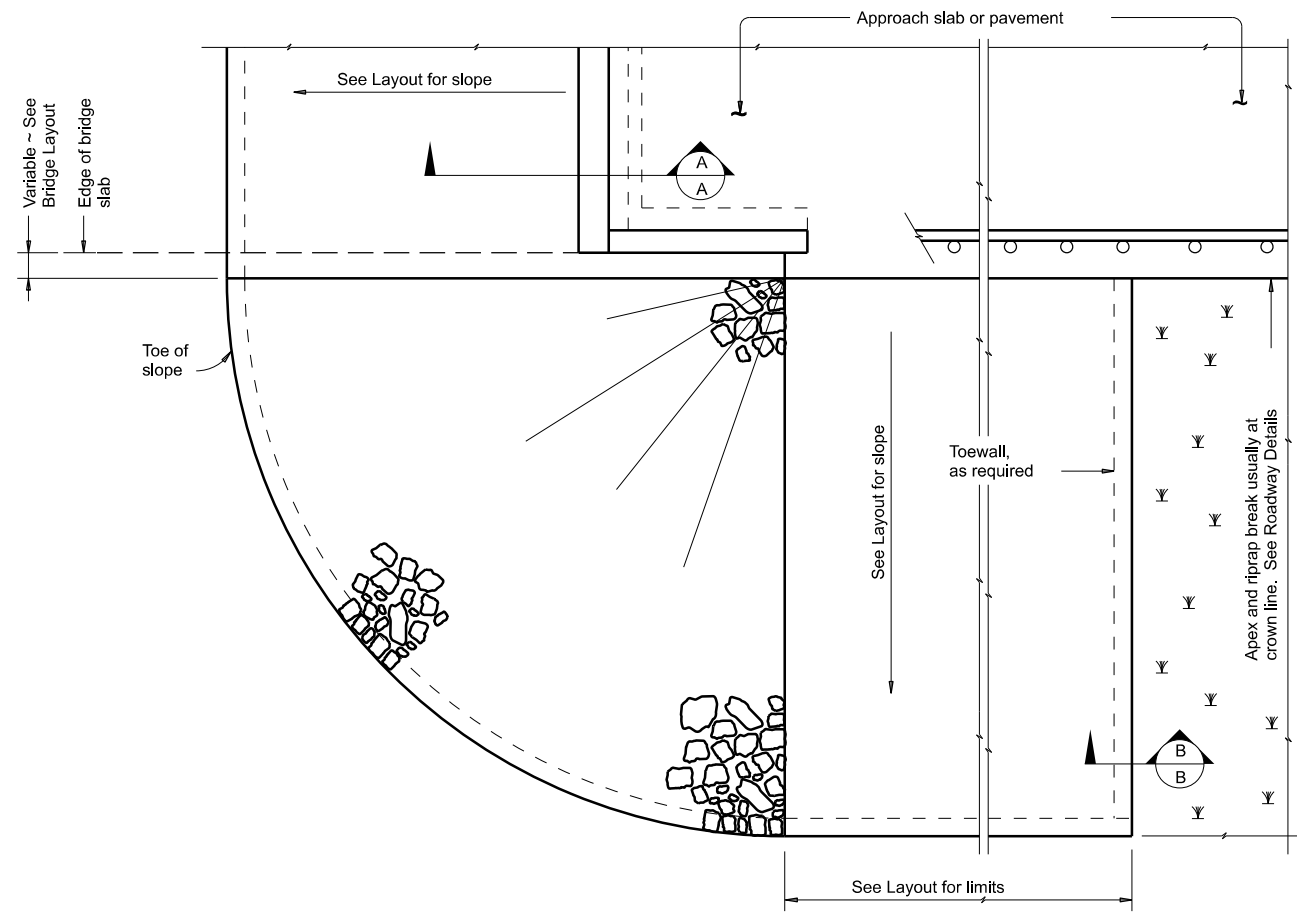 Approach slab or pavement
See Layout for slope
Variable ~ See
Bridge Layout
Edge of bridge
slab
A
A
Toe of
slope
See Layout for slope
Toewall,
as required
Apex and riprap break usually at
crown line. See Roadway Details
B
B
See Layout for limits